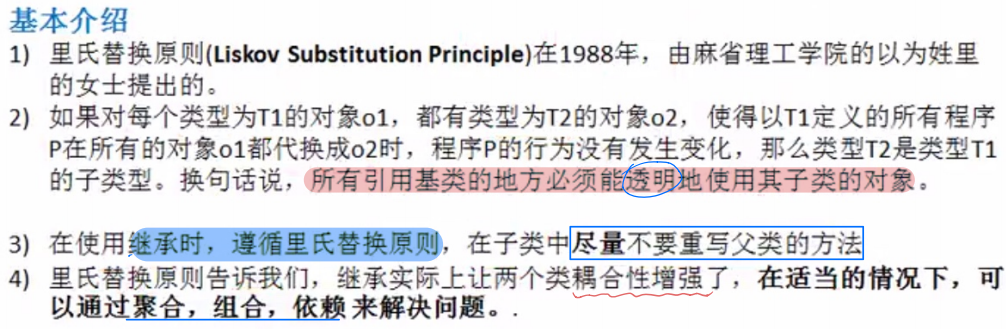 基本介绍
1) 里氏替换原则(Liskov Substitution Principle)在1988年，由麻省理工学院的以为姓里
的女士提出的。
2) 如果对每个类型为T1的对象o1，都有类型为T2的对象o2，使得以T1定义的所有程序
P在所有的对象o1都代换成o2时，程序P的行为没有发生变化，那么类型T2是类型T1
的子类型。换句话说，所有引用基类的地方必须能透明地使用其子类的对象。
3) 在使用继承时，遵循里氏替换原则，在子类中尽量不要重写父类的方法
4) 里氏替换原则告诉我们，继承实际上让两个类耦合性增强了，在适当的情况下，可
以通过聚合，组合，依赖 来解决问题。.